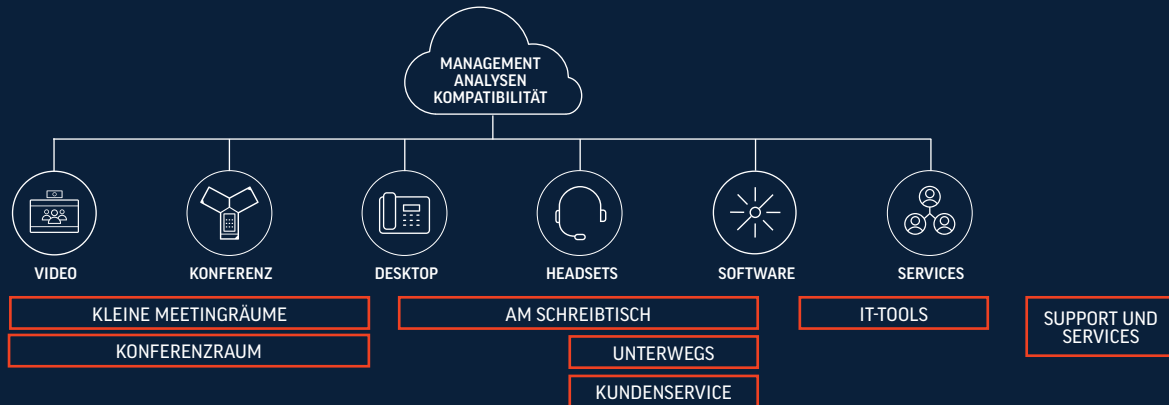 MANAGEMENT
ANALYSEN
KOMPATIBILITÄT
VIDEO
KONFERENZ
DESKTOP
HEADSETS
SOFTWARE
SERVICES
KLEINE MEETINGRÄUME
AM SCHREIBTISCH
IT-TOOLS
SUPPORT UND
SERVICES
KONFERENZRAUM
UNTERWEGS
KUNDENSERVICE